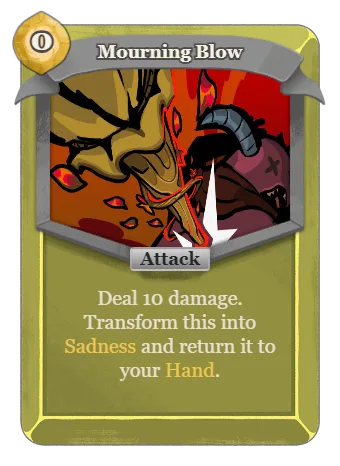 0
Mourning Blow
Attack
Deal 10 damage.
Transform this into
Sadness and return it to
your Hand.